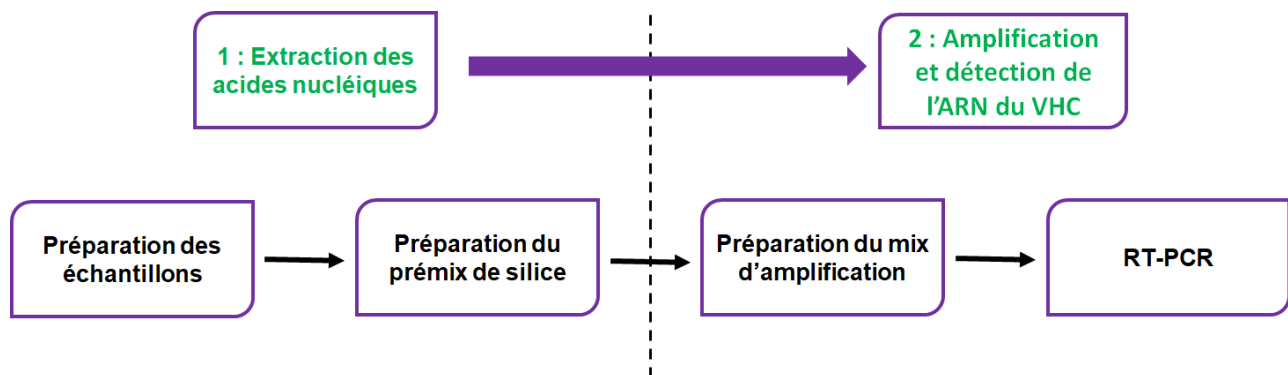 1 : Extraction des
acides nucléiques
2 : Amplification
et détection de
l'ARN du VHC
Préparation des
échantillons
Préparation du
prémix de silice
Préparation du mix
d'amplification
RT-PCR